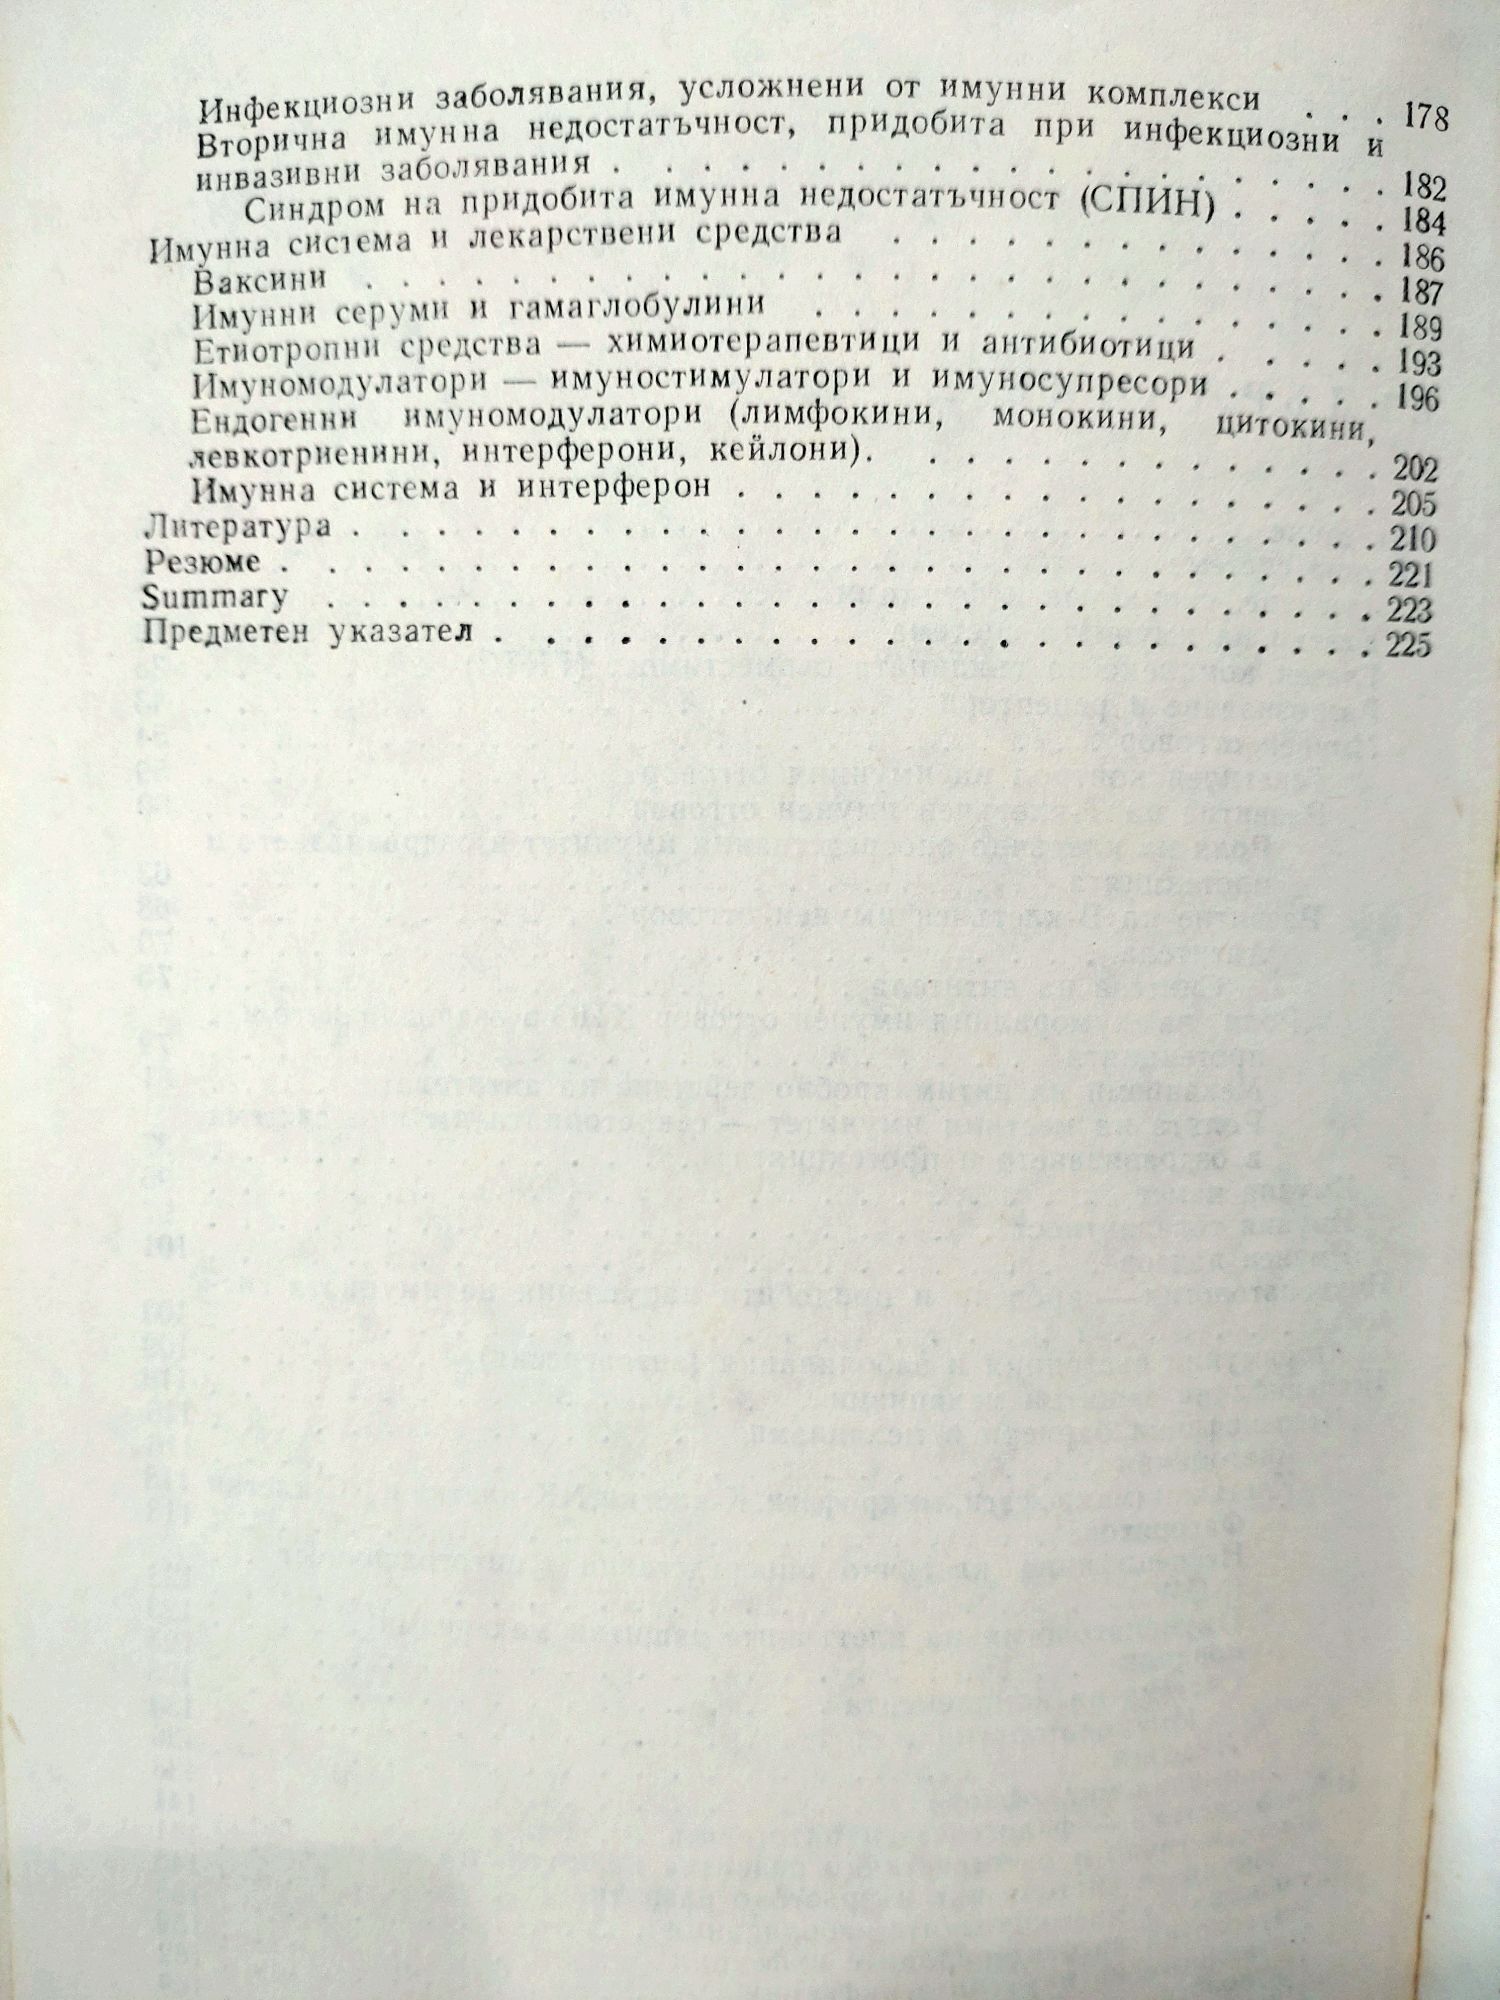 Инфекциозни заболявания, усложнени от имунни комплекси . . . 178
Вторична имунна недостатъчност, придобита при инфекциозни и
инвазивни заболявания . . . . . . . . . . . . . . . 182
Синдром на придобита имунна недостатъчност (СПИН) . . . . . 184
Имунна система и лекарствени средства . . . . . . . . . . . 186
Ваксини . . . . . . . . . . . . . . . . . . . 187
Имунни серуми и гамаглобулини . . . . . . . . . . . 189
Етиотропни средства — химиотерапевтици и антибиотици . . . . 193
Имуномодулатори — имуностимулатори и имуносупресори . . . . . 196
Ендогенни имуномодулатори (лимфокини, монокини, цитокини,
левкотриенини, интерферони, кейлони). . . . . . . . . . 202
Имунна система и интерферон . . . . . . . . . . . . . 205
Литература . . . . . . . . . . . . . . . . . . . 210
Резюме . . . . . . . . . . . . . . . . . . . . . 221
Summary . . . . . . . . . . . . . . . . . . . . 223
Предметен указател . . . . . . . . . . . . . . . . 225